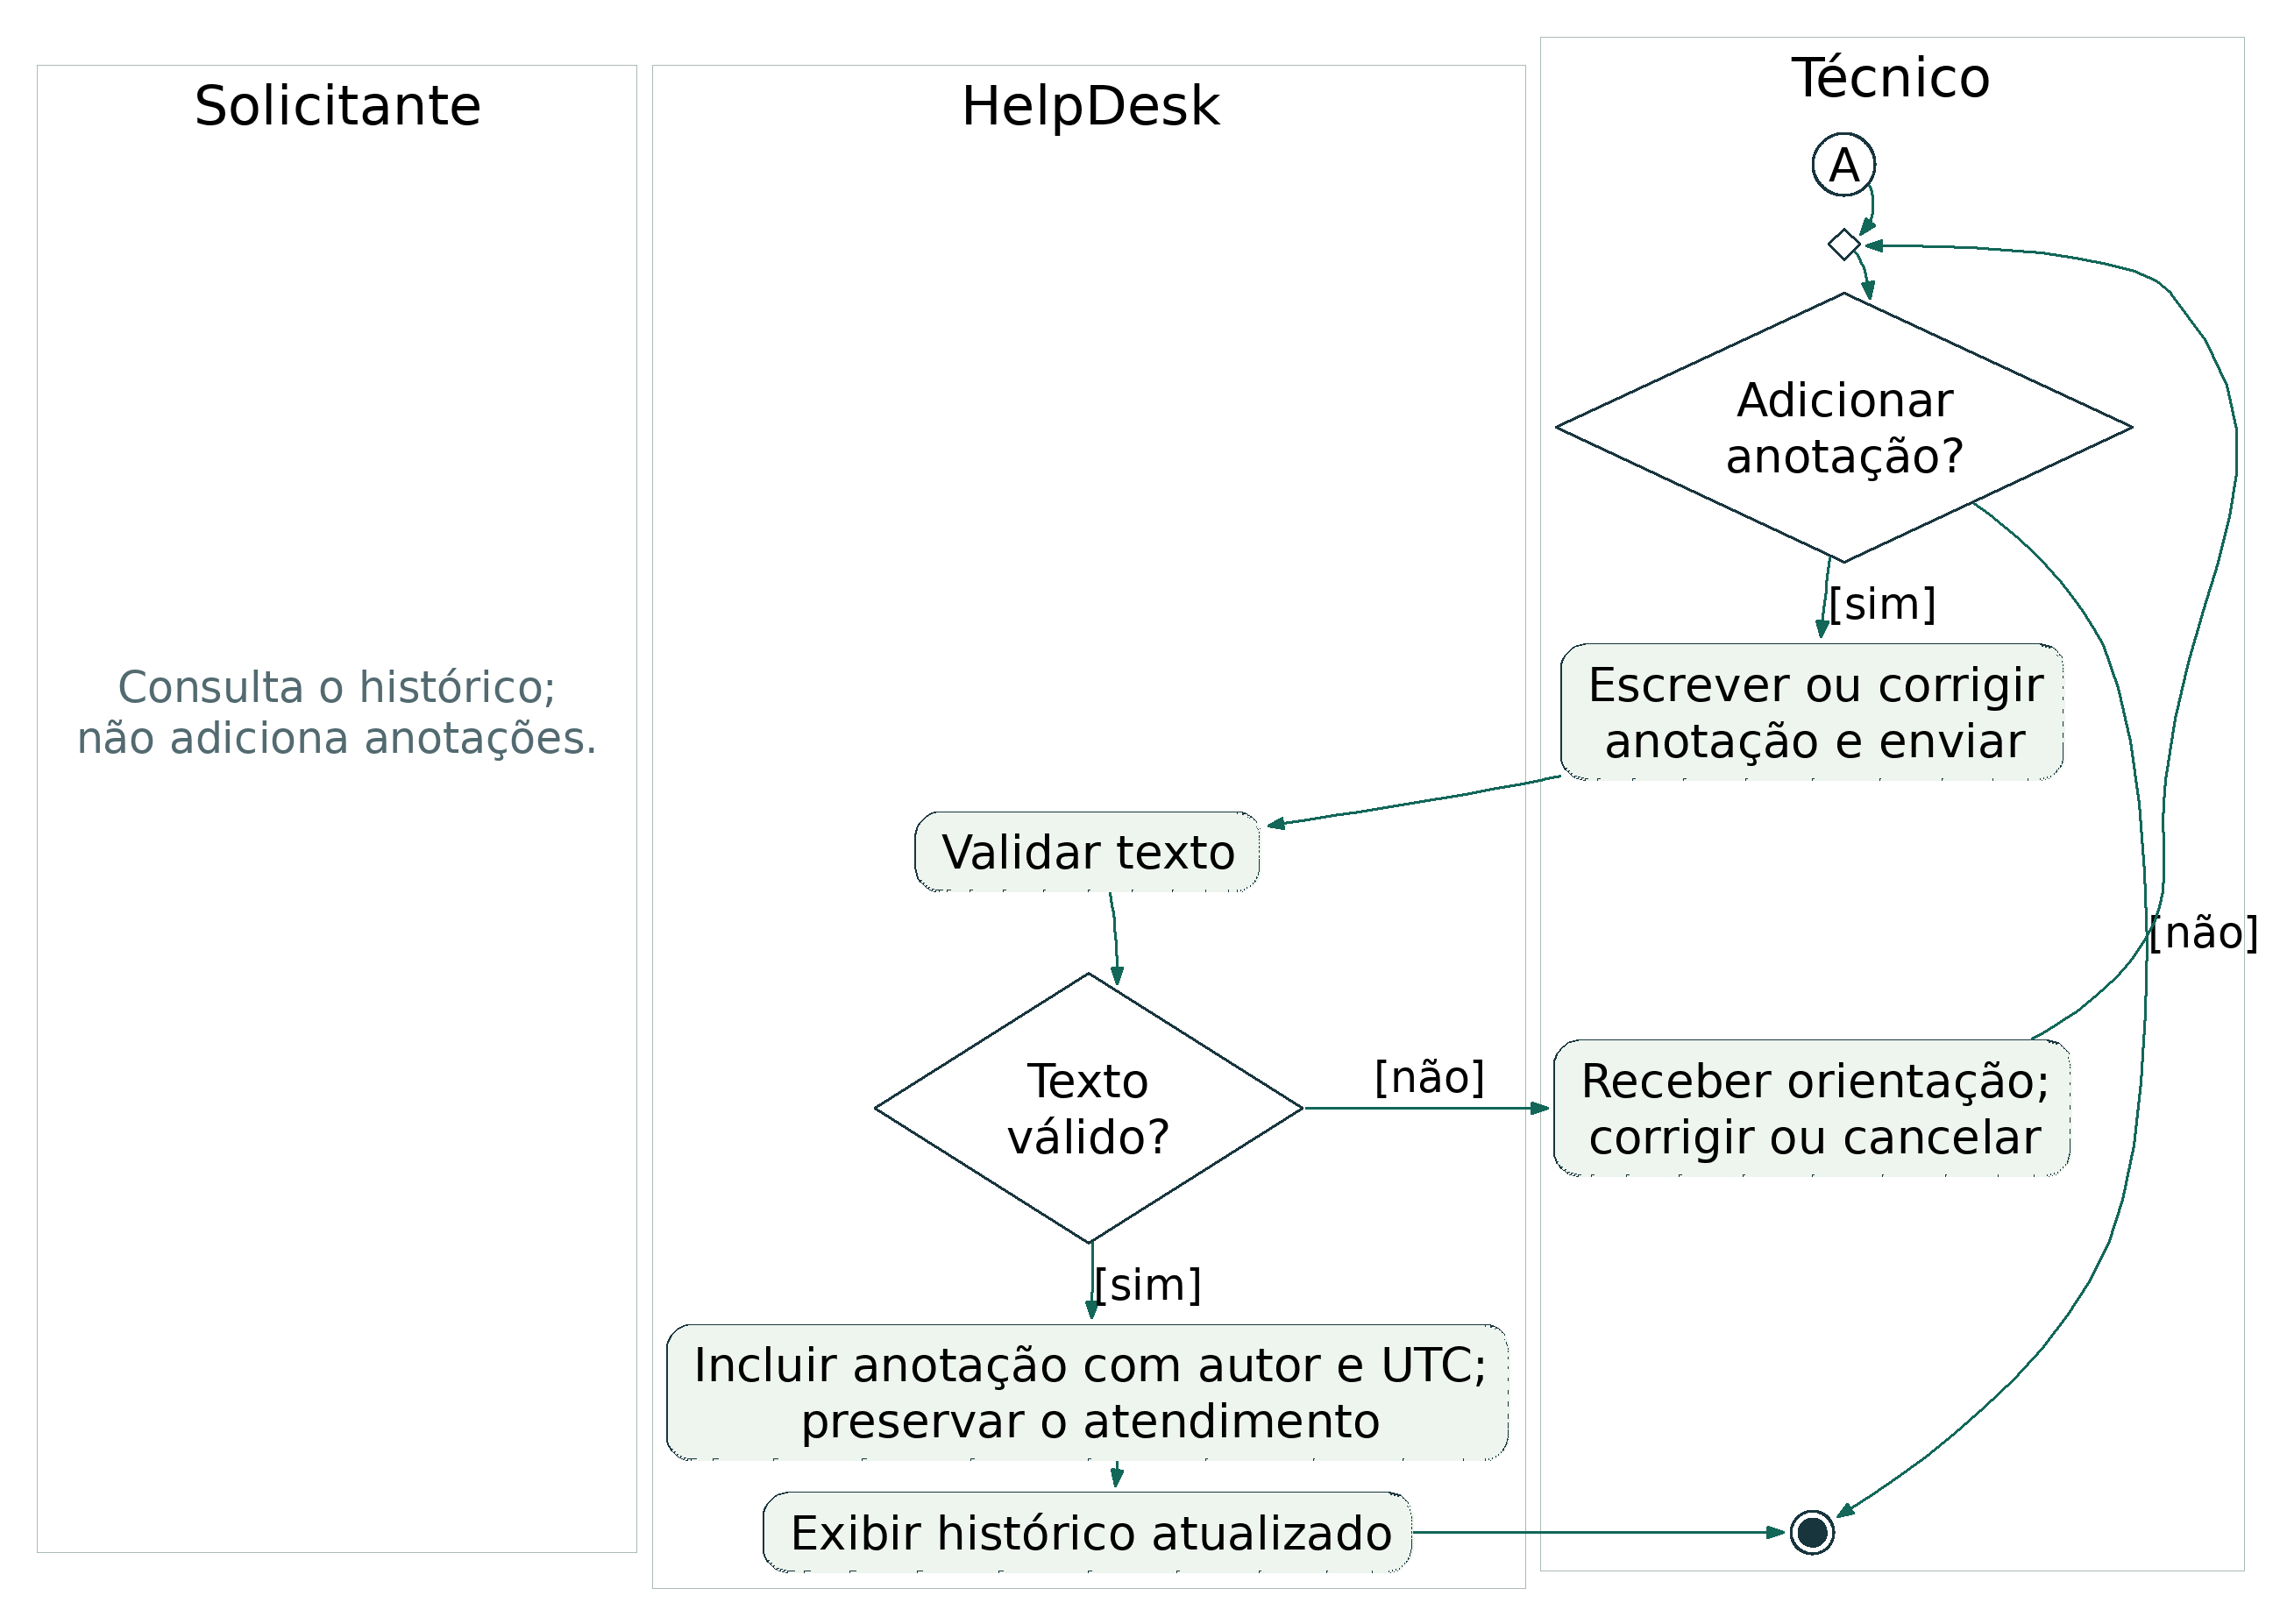 Solicitante
HelpDesk
Técnico
A
Adicionar
anotação?
[sim]
Consulta o histórico;
não adiciona anotações.
Escrever ou corrigir
anotação e enviar
Validar texto
[não]
Texto
válido?
[não]
Receber orientação;
corrigir ou cancelar
[sim]
Incluir anotação com autor e UTC;
preservar o atendimento
Exibir histórico atualizado